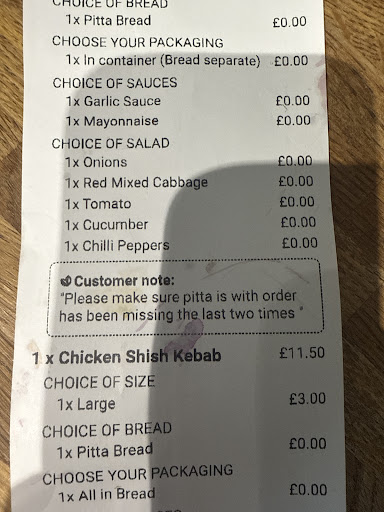 CHOICE OF BREAD
1x Pitta Bread £0.00
CHOOSE YOUR PACKAGING
1x In container (Bread separate) £0.00
CHOICE OF SAUCES
1x Garlic Sauce £0.00
1x Mayonnaise £0.00
CHOICE OF SALAD
1x Onions £0.00
1x Red Mixed Cabbage £0.00
1x Tomato £0.00
1x Cucumber £0.00
1x Chilli Peppers £0.00
Customer note:
"Please make sure pitta is with order
has been missing the last two times "
1 x Chicken Shish Kebab £11.50
CHOICE OF SIZE
1x Large £3.00
CHOICE OF BREAD
1x Pitta Bread £0.00
CHOOSE YOUR PACKAGING
1x All in Bread £0.00